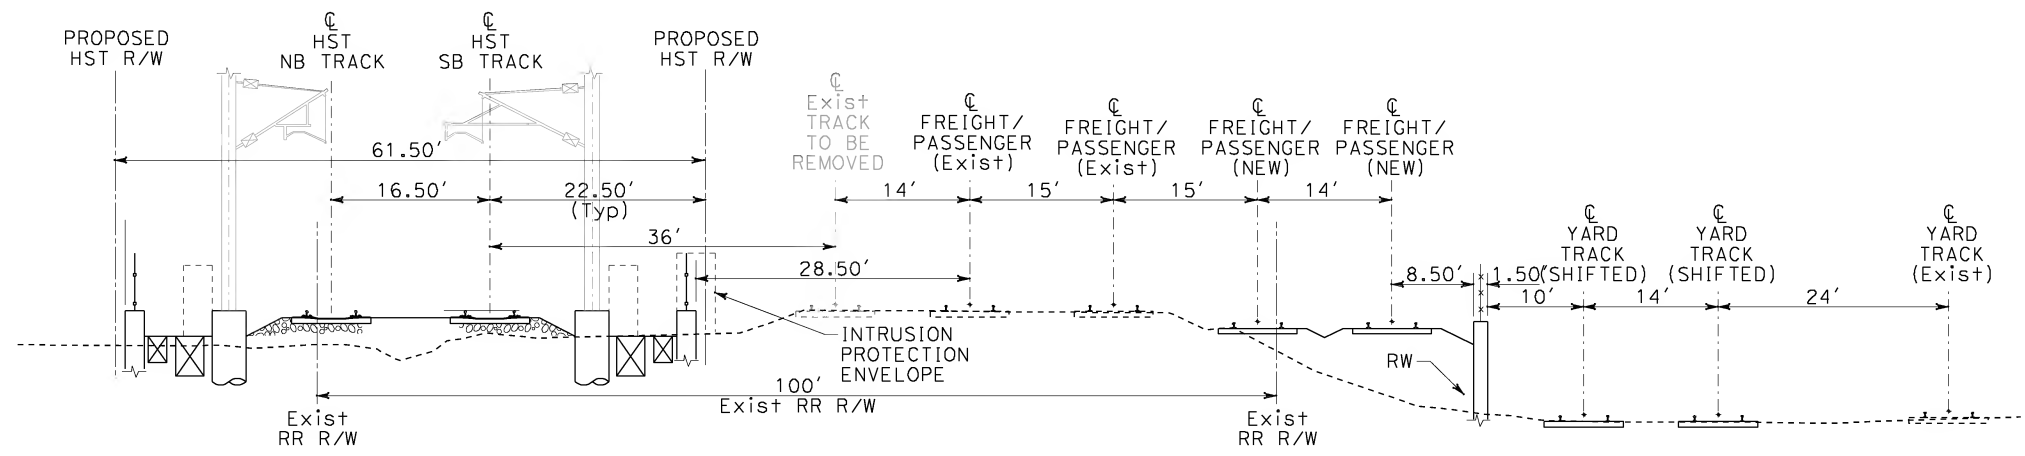 PROPOSED
HST R/W
℄
HST
NB TRACK
℄
HST
SB TRACK
PROPOSED
HST R/W
℄
Exist
TRACK
TO BE
REMOVED
℄
FREIGHT/
PASSENGER
(Exist)
℄
FREIGHT/
PASSENGER
(Exist)
℄
FREIGHT/
PASSENGER
(NEW)
℄
FREIGHT/
PASSENGER
(NEW)
61.50'
16.50'
22.50'
(Typ)
14'
15'
15'
14'
36'
28.50'
8.50'
1.50'
℄
YARD
TRACK
(SHIFTED)
℄
YARD
TRACK
(SHIFTED)
℄
YARD
TRACK
(Exist)
10'
14'
24'
INTRUSION
PROTECTION
ENVELOPE
RW
100'
Exist RR R/W
Exist
RR R/W
Exist
RR R/W